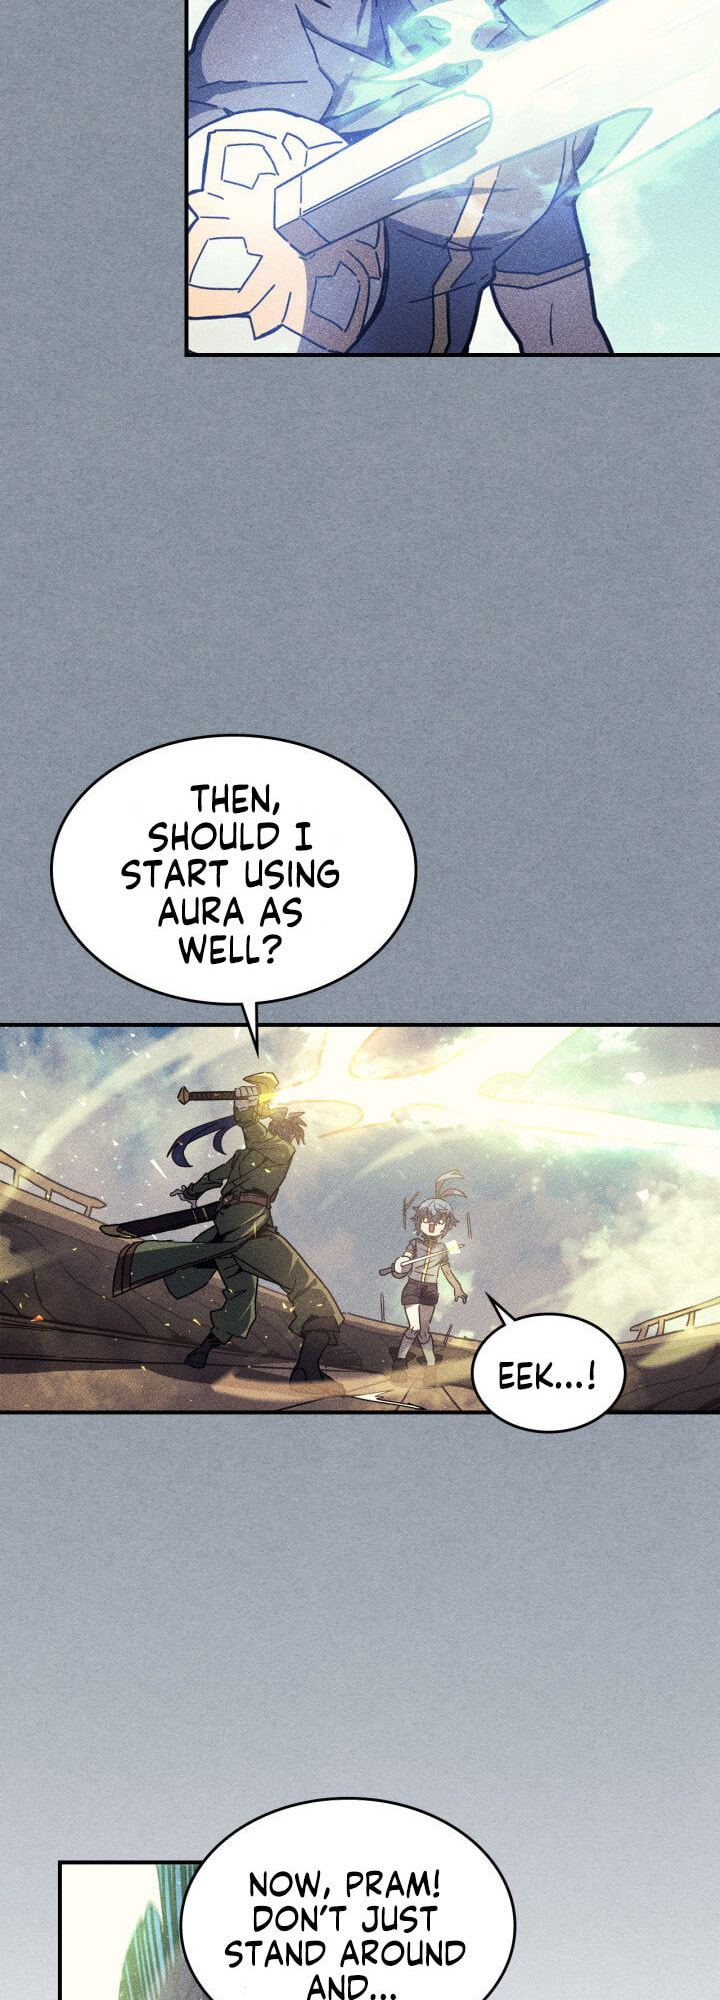 THEN,
SHOULD I
START USING
AURA AS
WELL?
EEK...!
NOW, PRAM!
DON'T JUST
STAND AROUND
AND...